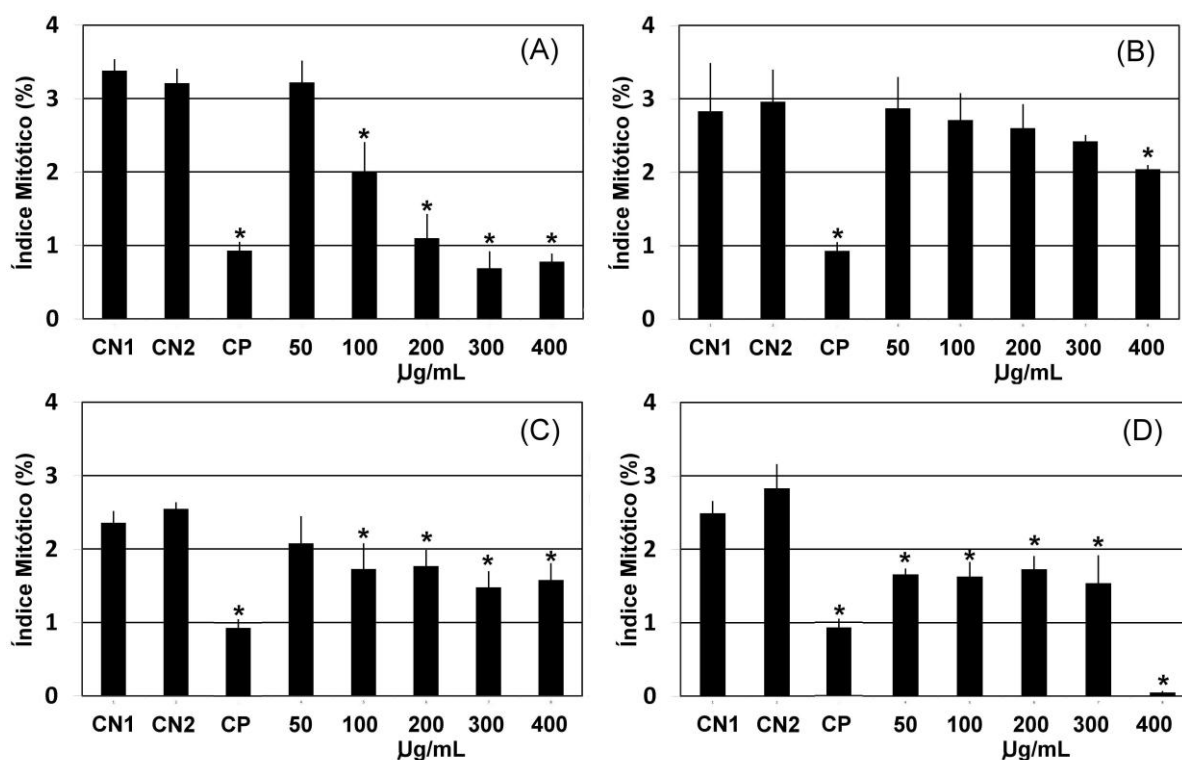 (A)
Índice Mitótico (%)
4
3
2
1
0
* * * * *
CN1 CN2 CP 50 100 200 300 400
µg/mL
(B)
Índice Mitótico (%)
4
3
2
1
0
* *
CN1 CN2 CP 50 100 200 300 400
µg/mL
(C)
Índice Mitótico (%)
4
3
2
1
0
* * * * *
CN1 CN2 CP 50 100 200 300 400
µg/mL
(D)
Índice Mitótico (%)
4
3
2
1
0
* * * * * *
CN1 CN2 CP 50 100 200 300 400
µg/mL